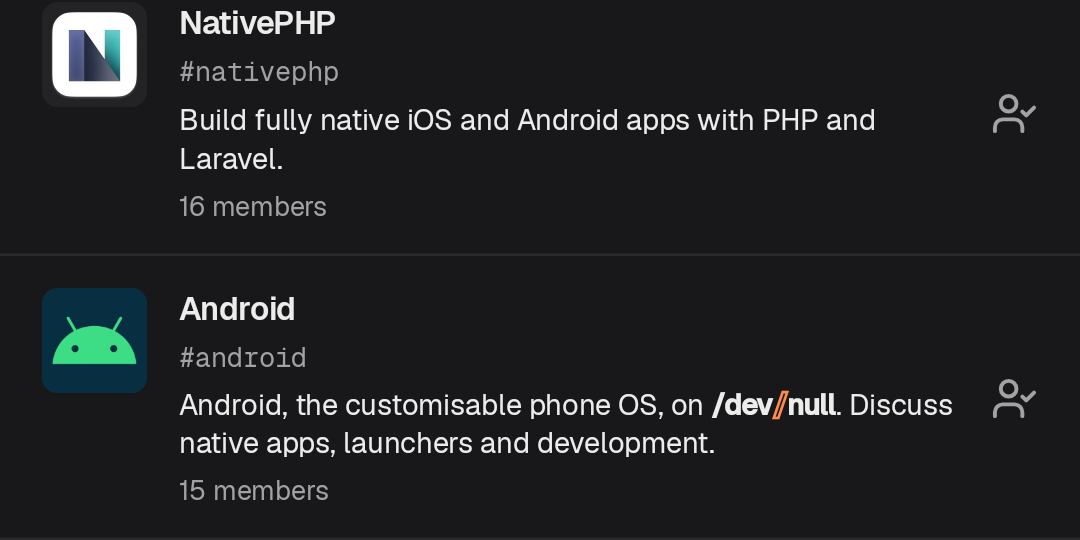 NativePHP
#nativephp
Build fully native iOS and Android apps with PHP and
Laravel.
16 members
Android
#android
Android, the customisable phone OS, on /dev//null. Discuss
native apps, launchers and development.
15 members